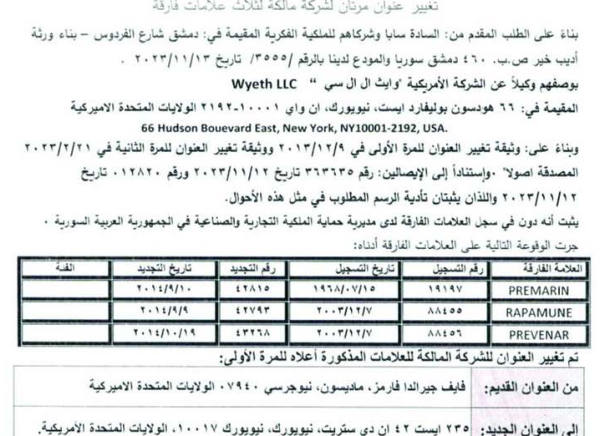 تغيير عنوان مرتان لشركة مالكة لثلاث علامات فارقة
بناءً على الطلب المقدم من: السادة سابا وشركاهم للملكية الفكرية المقيمة في: دمشق شارع الفردوس – بناء ورثة
أديب خير ص.ب. ٤٦٠ دمشق سوريا والمودع لدينا بالرقم /٣٥٥٥/ تاريخ ٢٠٢٣/١١/١٣ .
بوصفهم وكيلاً عن الشركة الأمريكية "وايث ال ال سي " Wyeth LLC
المقيمة في: ٦٦ هودسون بوليفارد ايست، نيويورك، ان واي ١٠٠٠١-٢١٩٢ الولايات المتحدة الاميركية
66 Hudson Bouevard East, New York, NY10001-2192, USA.
وبناءً على: وثيقة تغيير العنوان للمرة الأولى في ٢٠١٣/١٢/٩ ووثيقة تغيير العنوان للمرة الثانية في ٢٠٢٣/٢/٢١
المصدقة اصولاً .وإستناداً إلى الإيصالين: رقم ٣٦٣٦٣٥ تاريخ ٢٠٢٣/١١/١٢ ورقم ٠١٢٨٢٠ تاريخ
٢٠٢٣/١١/١٢ واللذان يثبتان تأدية الرسم المطلوب في مثل هذه الأحوال.
يثبت أنه دون في سجل العلامات الفارقة لدى مديرية حماية الملكية التجارية والصناعية في الجمهورية العربية السورية .
جرت الوقوعة التالية على العلامات الفارقة أدناه:
العلامة الفارقة رقم التسجيل تاريخ التسجيل رقم التجديد تاريخ التجديد الفئة
PREMARIN ١٩١٩٧ ١٩٦٨/٠٧/١٥ ٤٢٨١٥ ٢٠١٤/٩/١٠
RAPAMUNE ٨٨٤٥٥ ٢٠٠٣/١٢/٧ ٤٢٧٩٣ ٢٠١٤/٩/٩
PREVENAR ٨٨٤٥٦ ٢٠٠٣/١٢/٧ ٤٣٢٦٨ ٢٠١٤/١٠/١٩
تم تغيير العنوان للشركة المالكة للعلامات المذكورة أعلاه للمرة الأولى:
من العنوان القديم: فايف جيرالدا فارمز، ماديسون، نيوجرسي ٠٧٩٤٠ الولايات المتحدة الاميركية
إلى العنوان الجديد: ٢٣٥ ايست ٤٢ ان دي ستريت، نيويورك، نيويورك ١٠٠١٧، الولايات المتحدة الأمريكية.